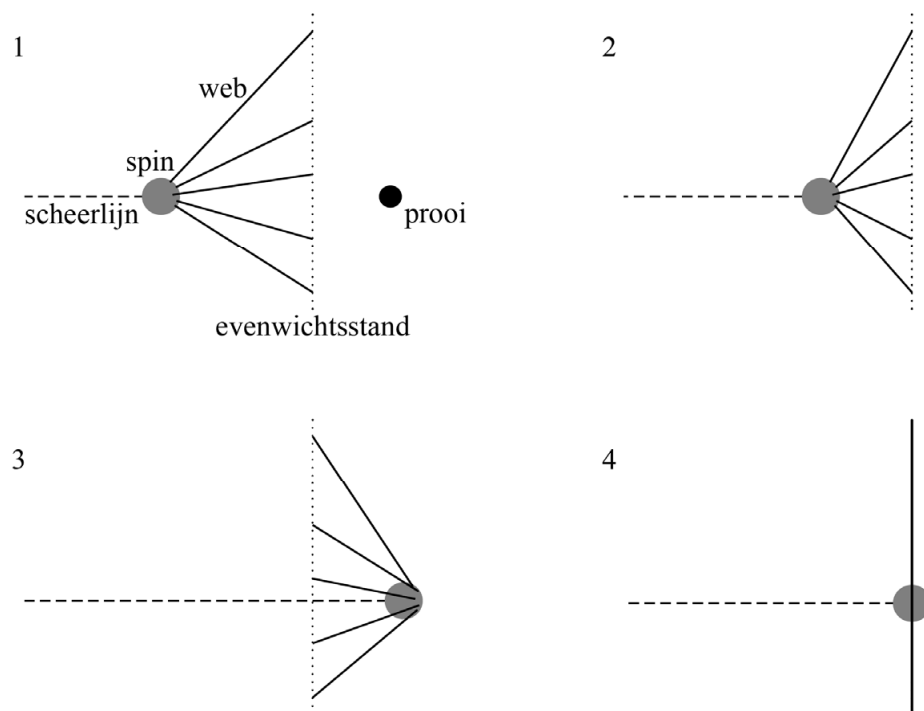 1
2
web
spin
scheerlijn
prooi
evenwichtsstand
3
4